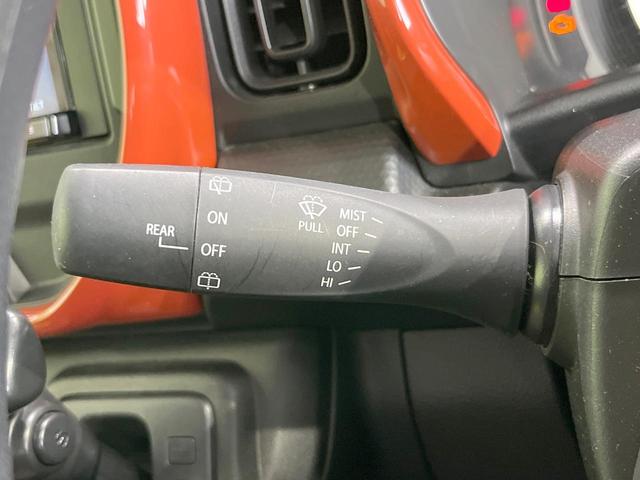 REAR
ON
OFF
PULL
MIST
OFF
INT
LO
HI